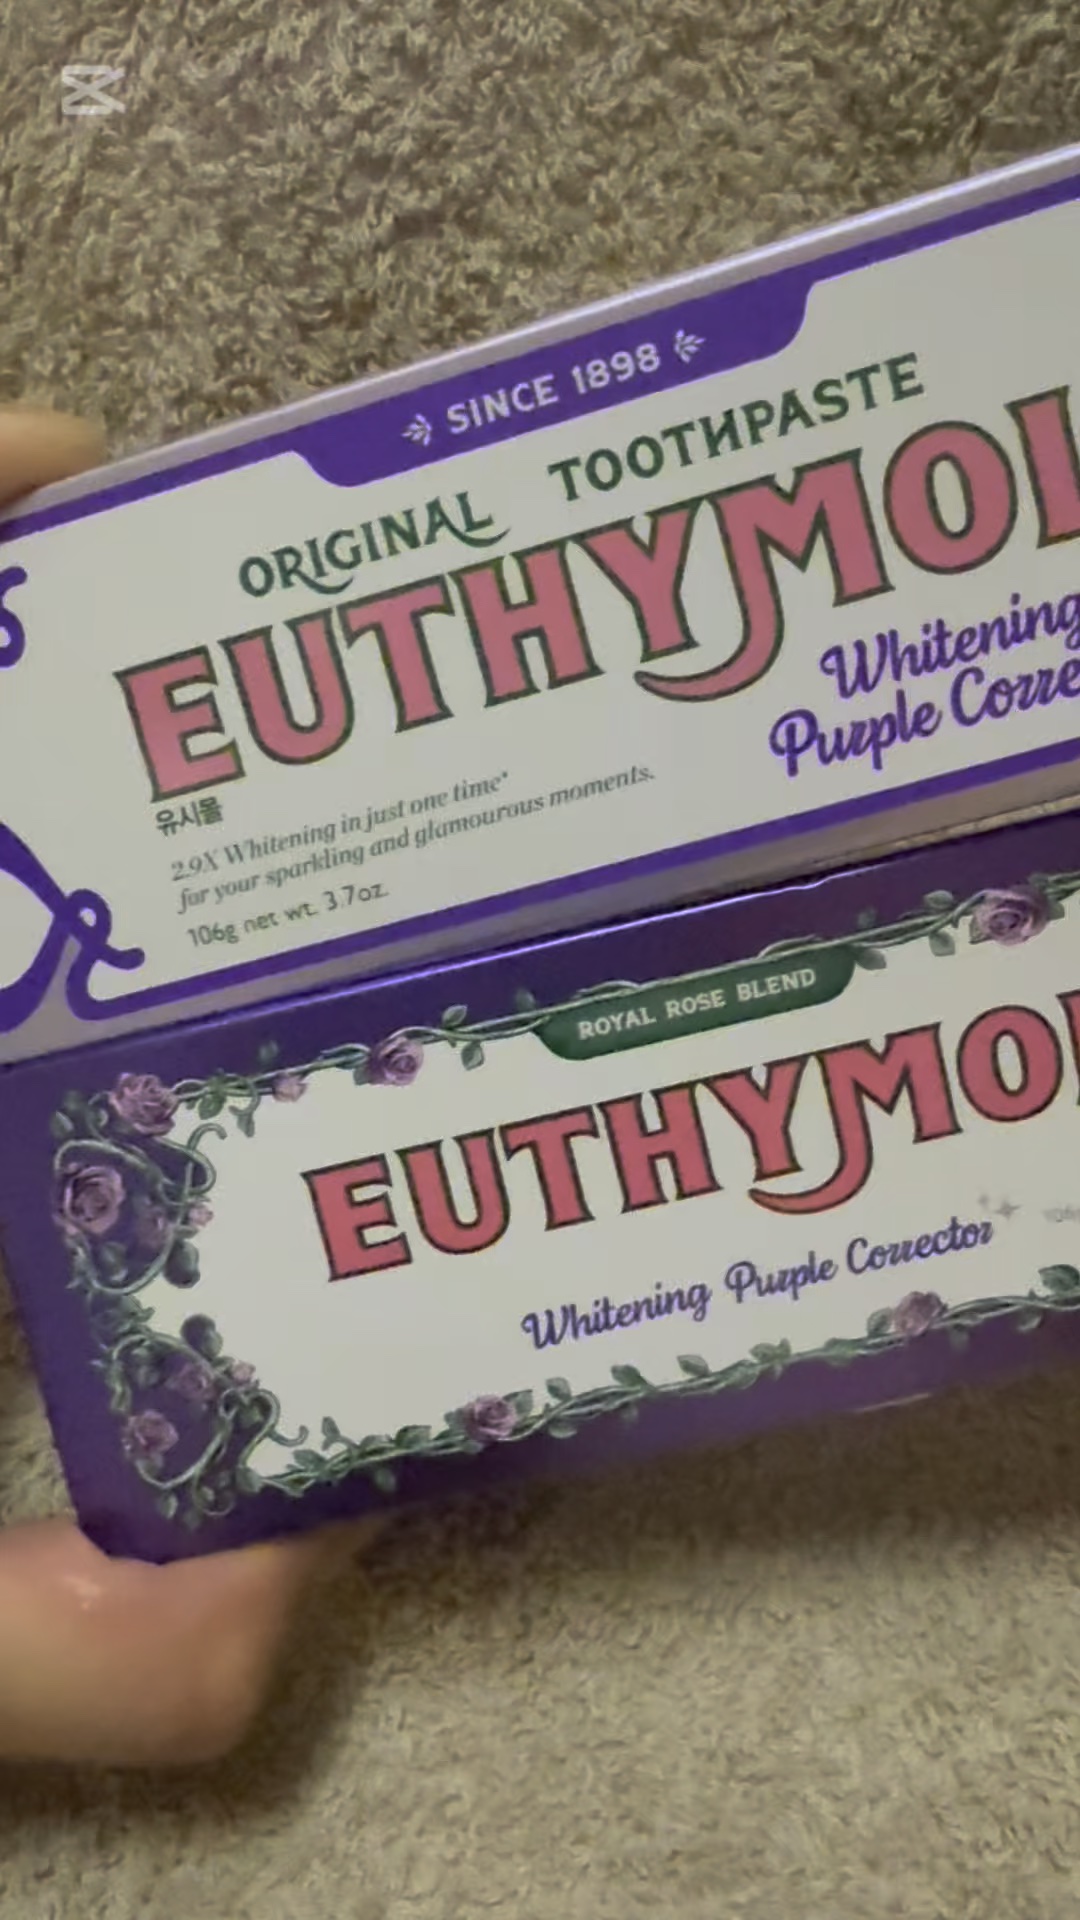 SINCE 1898
ORIGINAL TOOTHPASTE
EUTHYMOL
Whitening
Purple Corre
유시몰
2.9X Whitening in just one time*
for your sparkling and glamourous moments.
106g net wt. 3.7oz.
ROYAL ROSE BLEND
EUTHYMOL
Whitening Purple Corrector